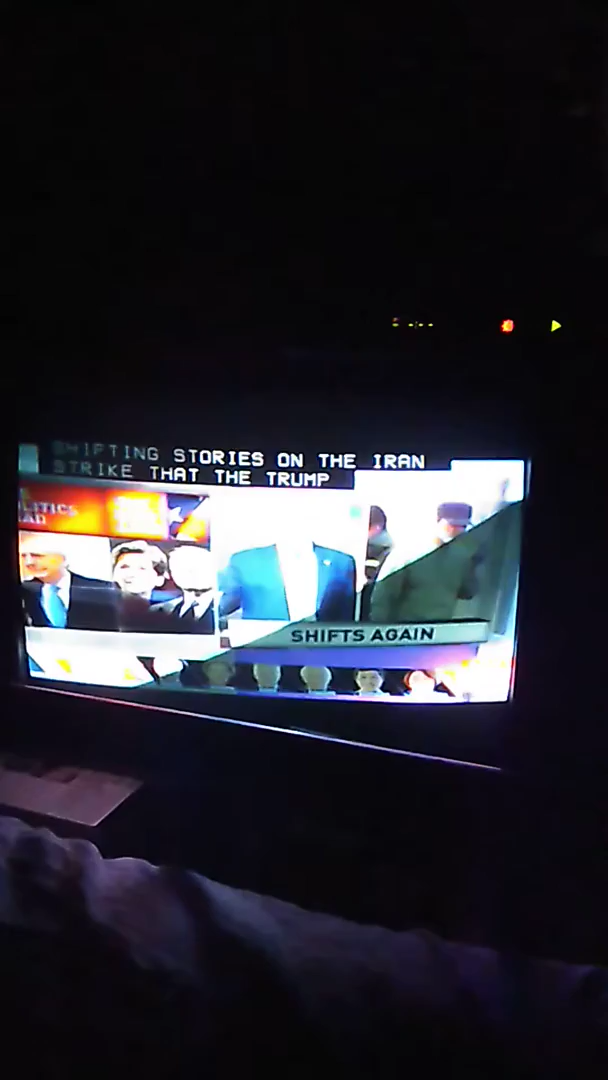 SHIFTING STORIES ON THE IRAN
STRIKE THAT THE TRUMP
SHIFTS AGAIN